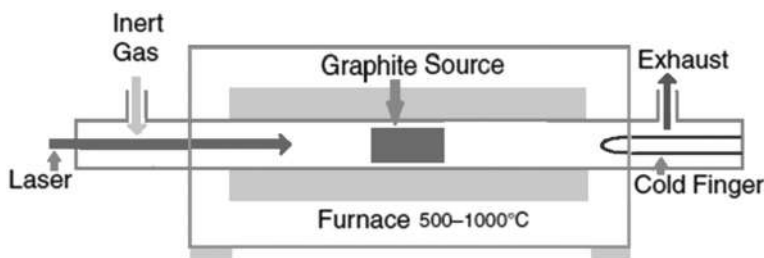 Inert
Gas
Graphite Source
Exhaust
Laser
Cold Finger
Furnace 500–1000°C